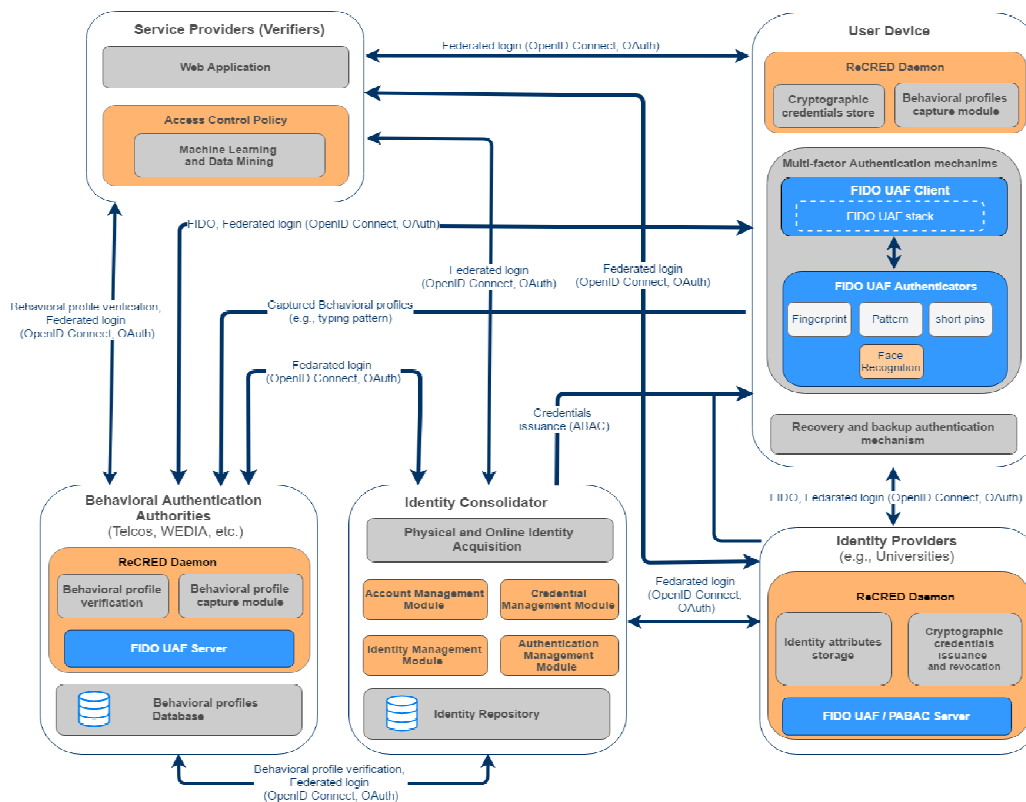 Service Providers (Verifiers)
Web Application
Access Control Policy
Machine Learning
and Data Mining
Federated login (OpenID Connect, OAuth)
User Device
ReCRED Daemon
Cryptographic
credentials store
Behavioral profiles
capture module
Multi-factor Authentication mechanims
FIDO UAF Client
FIDO UAF stack
FIDO UAF Authenticators
Fingerprint
Pattern
short pins
Face
Recognition
Recovery and backup authentication
mechanism
FIDO, Federated login (OpenID Connect, OAuth)
Federated login
(OpenID Connect, OAuth)
Federated login
(OpenID Connect, OAuth)
Behavioral profile verification,
Federated login
(OpenID Connect, OAuth)
Captured Behavioral profiles
(e.g., typing pattern)
Fedarated login
(OpenID Connect, OAuth)
Credentials
issuance (ABAC)
FIDO, Fedarated login (OpenID Connect, OAuth)
Behavioral Authentication
Authorities
(Telcos, WEDIA, etc.)
ReCRED Daemon
Behavioral profile
verification
Behavioral profile
capture module
FIDO UAF Server
Behavioral profiles
Database
Identity Consolidator
Physical and Online Identity
Acquisition
Account Management
Module
Credential
Management Module
Identity Management
Module
Authentication
Management
Module
Identity Repository
Fedarated login
(OpenID Connect,
OAuth)
Identity Providers
(e.g., Universities)
ReCRED Daemon
Identity attributes
storage
Cryptographic
credentials
issuance
and revocation
FIDO UAF / PABAC Server
Behavioral profile verification,
Federated login
(OpenID Connect, OAuth)